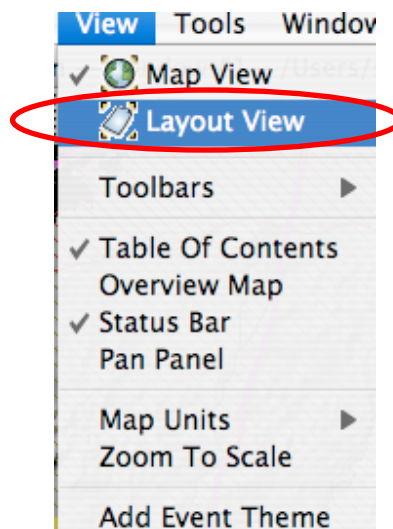 View Tools Window
Map View
Layout View
Toolbars
Table Of Contents
Overview Map
Status Bar
Pan Panel
Map Units
Zoom To Scale
Add Event Theme